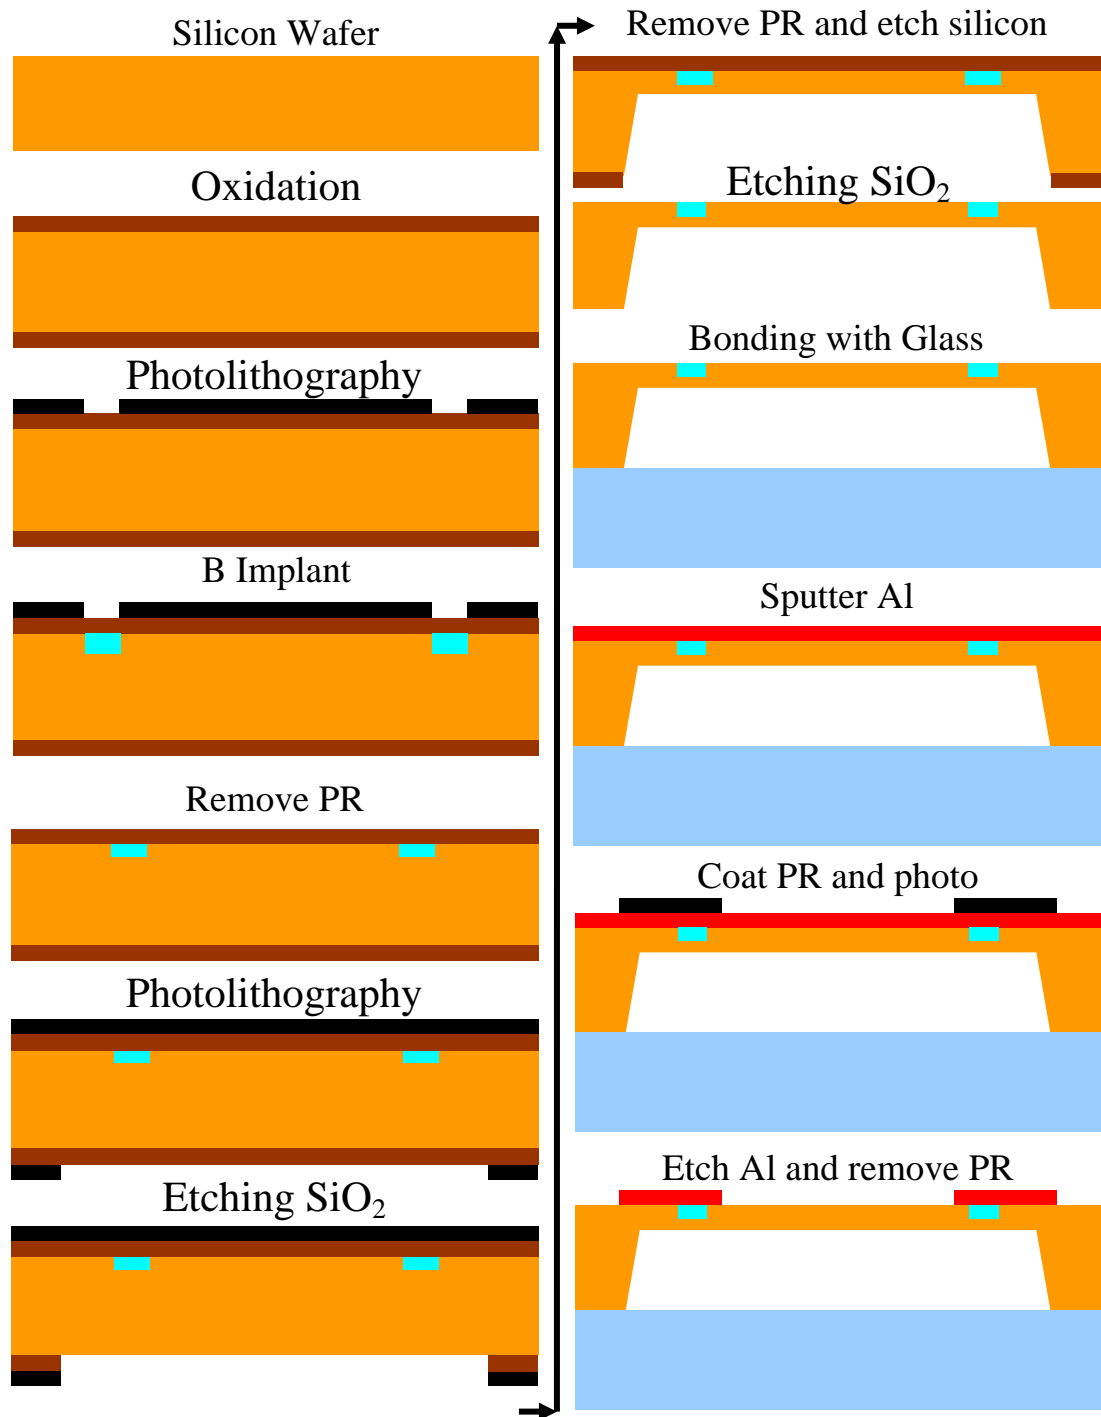 Silicon Wafer
Oxidation
Photolithography
B Implant
Remove PR
Photolithography
Etching SiO₂
Remove PR and etch silicon
Etching SiO₂
Bonding with Glass
Sputter Al
Coat PR and photo
Etch Al and remove PR